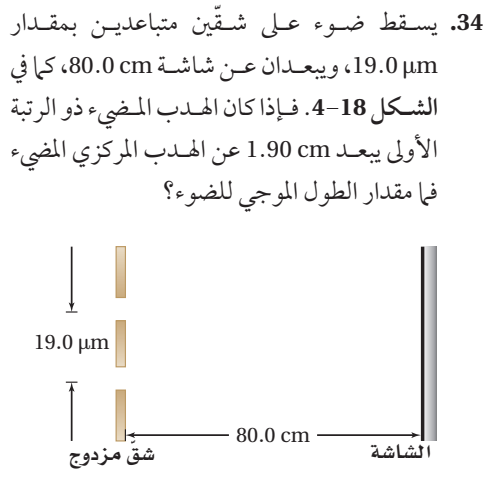 34. يسقط ضوء على شقّين متباعدين بمقدار
19.0 μm، ويبعدان عن شاشة 80.0 cm، كما في
الشكل 18–4. فإذا كان الهدب المضيء ذو الرتبة
الأولى يبعد 1.90 cm عن الهدب المركزي المضيء
فما مقدار الطول الموجي للضوء؟
19.0 μm
80.0 cm
الشاشة
شقّ مزدوج